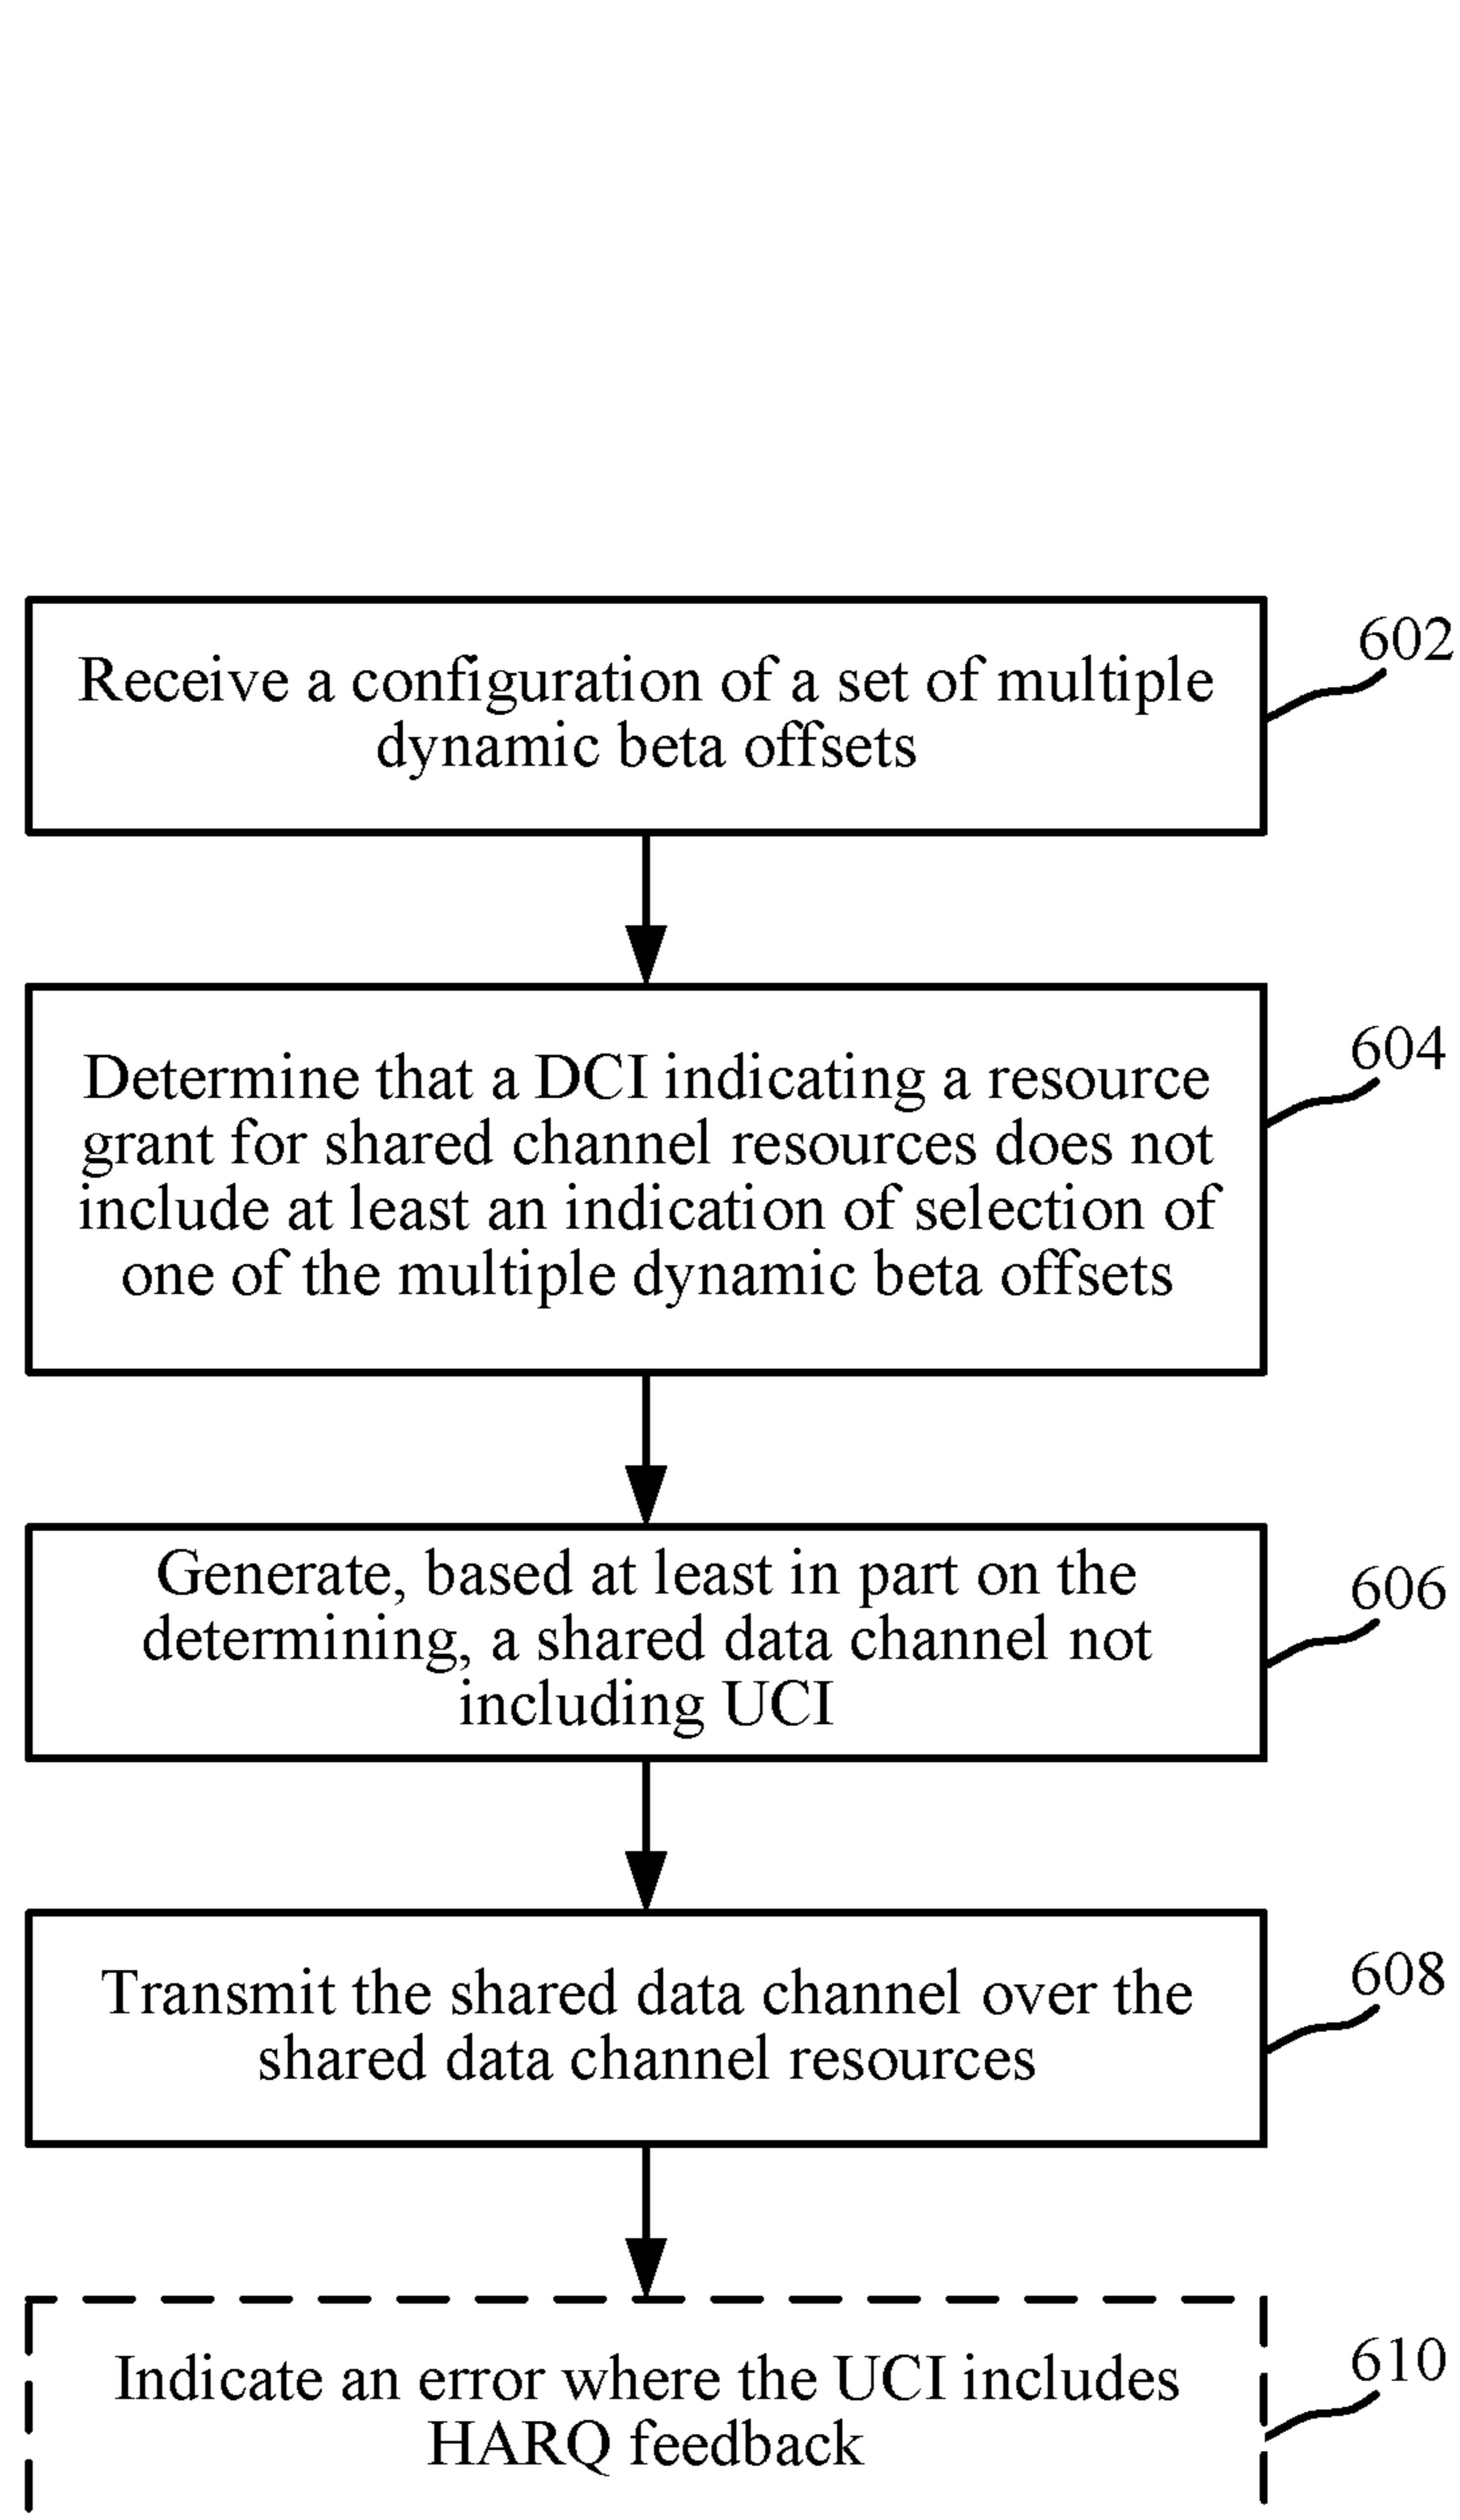 Receive a configuration of a set of multiple
dynamic beta offsets
602
Determine that a DCI indicating a resource
grant for shared channel resources does not
include at least an indication of selection of
one of the multiple dynamic beta offsets
604
Generate, based at least in part on the
determining, a shared data channel not
including UCI
606
Transmit the shared data channel over the
shared data channel resources
608
Indicate an error where the UCI includes
HARQ feedback
610